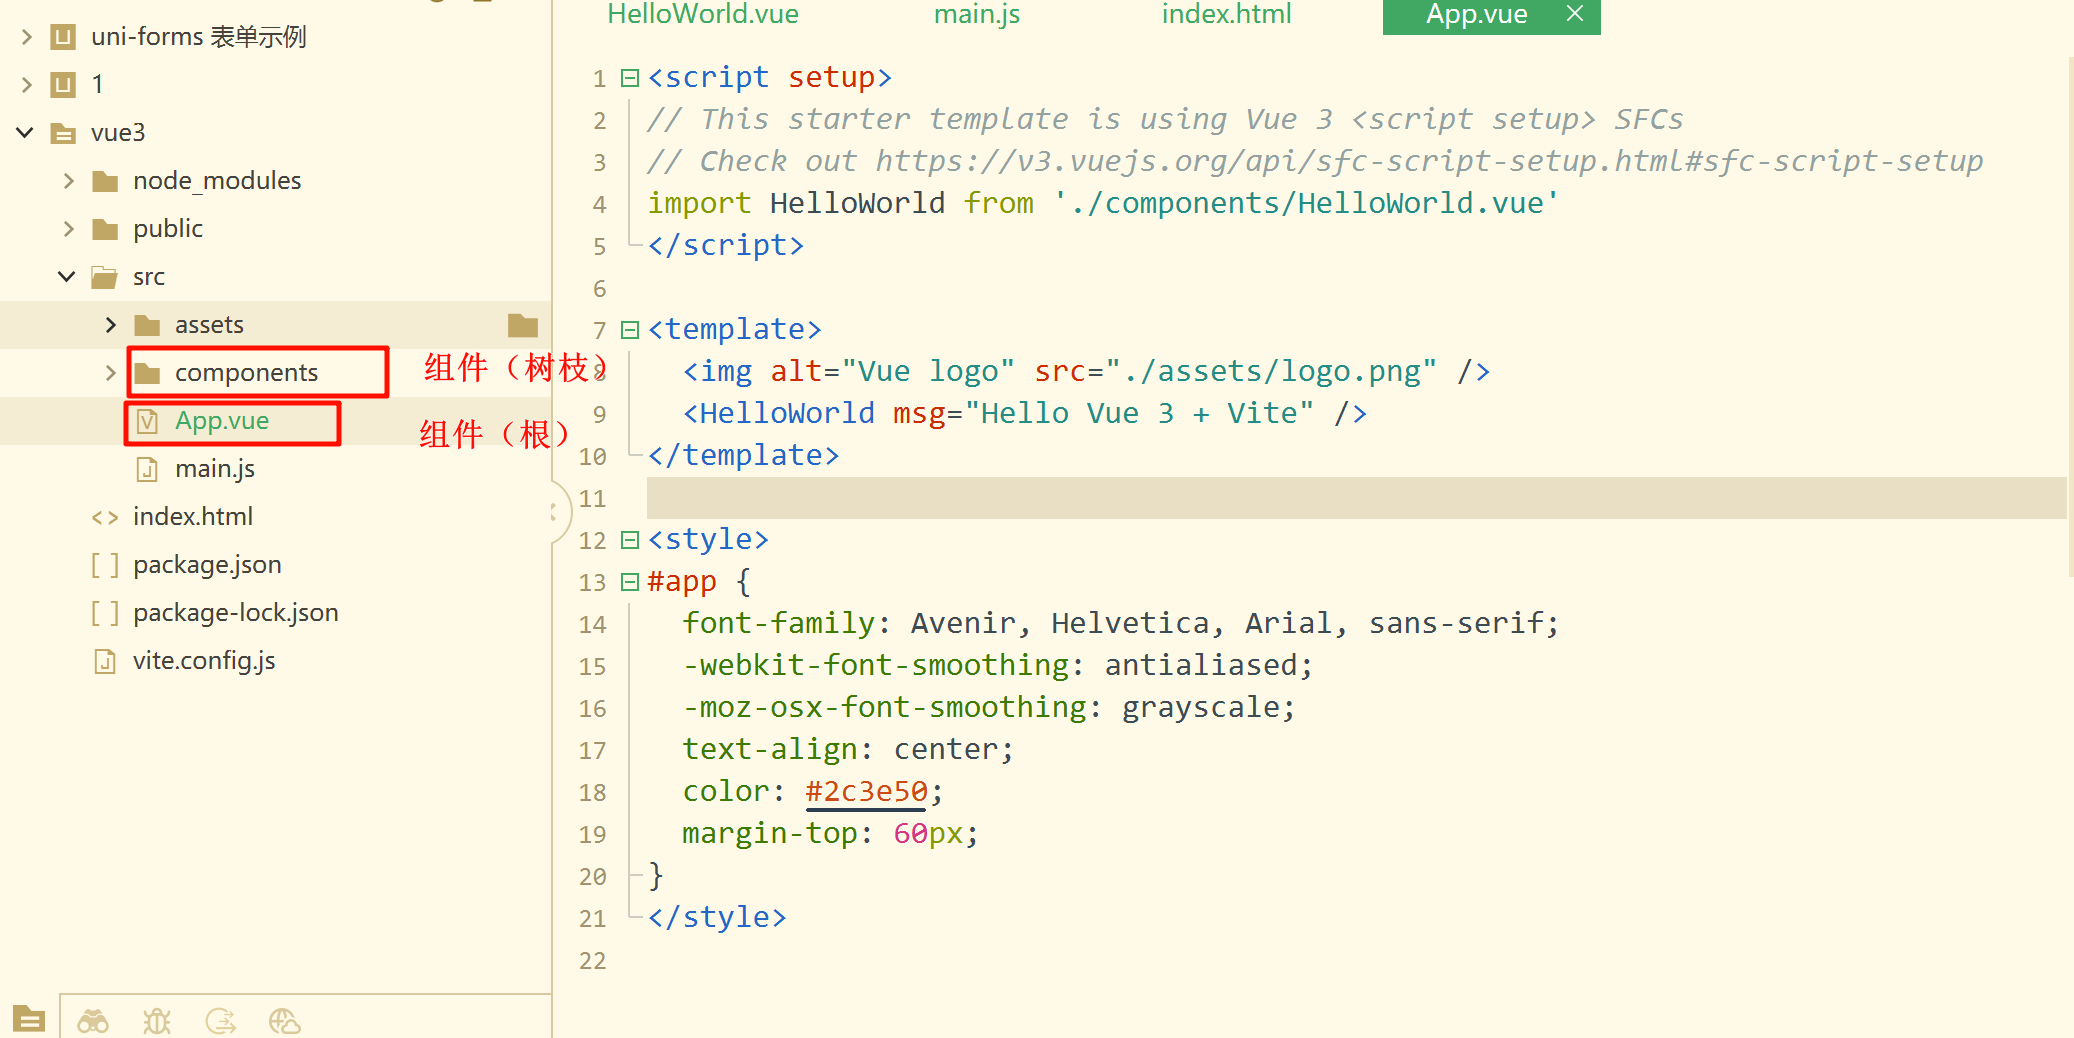 uni-forms 表单示例
1
vue3
node_modules
public
src
assets
components
App.vue
main.js
index.html
package.json
package-lock.json
vite.config.js
组件（树枝）
组件（根）
HelloWorld.vue main.js index.html App.vue
1 <script setup>
2 // This starter template is using Vue 3 <script setup> SFCs
3 // Check out https://v3.vuejs.org/api/sfc-script-setup.html#sfc-script-setup
4 import HelloWorld from './components/HelloWorld.vue'
5 </script>
6
7 <template>
8 <img alt="Vue logo" src="./assets/logo.png" />
9 <HelloWorld msg="Hello Vue 3 + Vite" />
10 </template>
11
12 <style>
13 #app {
14 font-family: Avenir, Helvetica, Arial, sans-serif;
15 -webkit-font-smoothing: antialiased;
16 -moz-osx-font-smoothing: grayscale;
17 text-align: center;
18 color: #2c3e50;
19 margin-top: 60px;
20 }
21 </style>
22